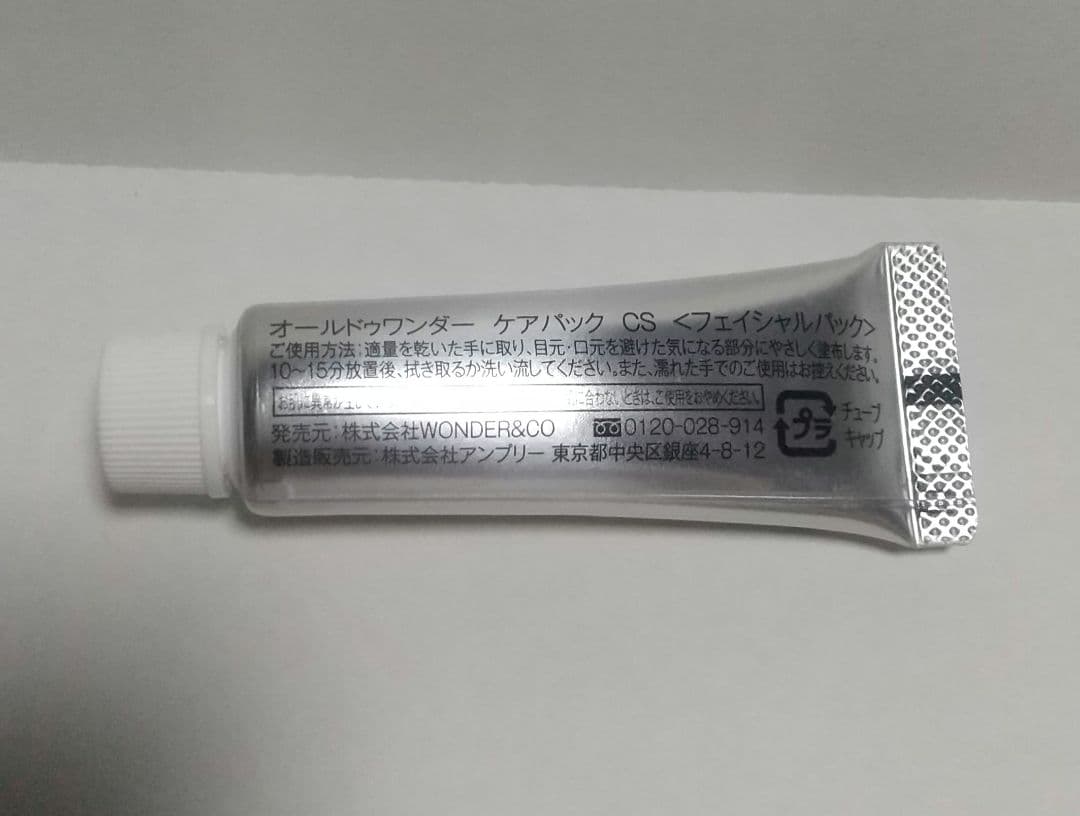 オールドゥワンダー ケアパック CS <フェイシャルパック>
ご使用方法:適量を乾いた手に取り、目元・口元を避けた気になる部分にやさしく塗布します。
10～15分放置後、拭き取るか洗い流してください。また、濡れた手でのご使用はお控えください。
お肌に異常が生じて 合わないときは、ご使用をおやめください。
発売元:株式会社WONDER&CO 0120-028-914
製造販売元:株式会社アンプリー 東京都中央区銀座4-8-12
プラ
チューブ
キャップ